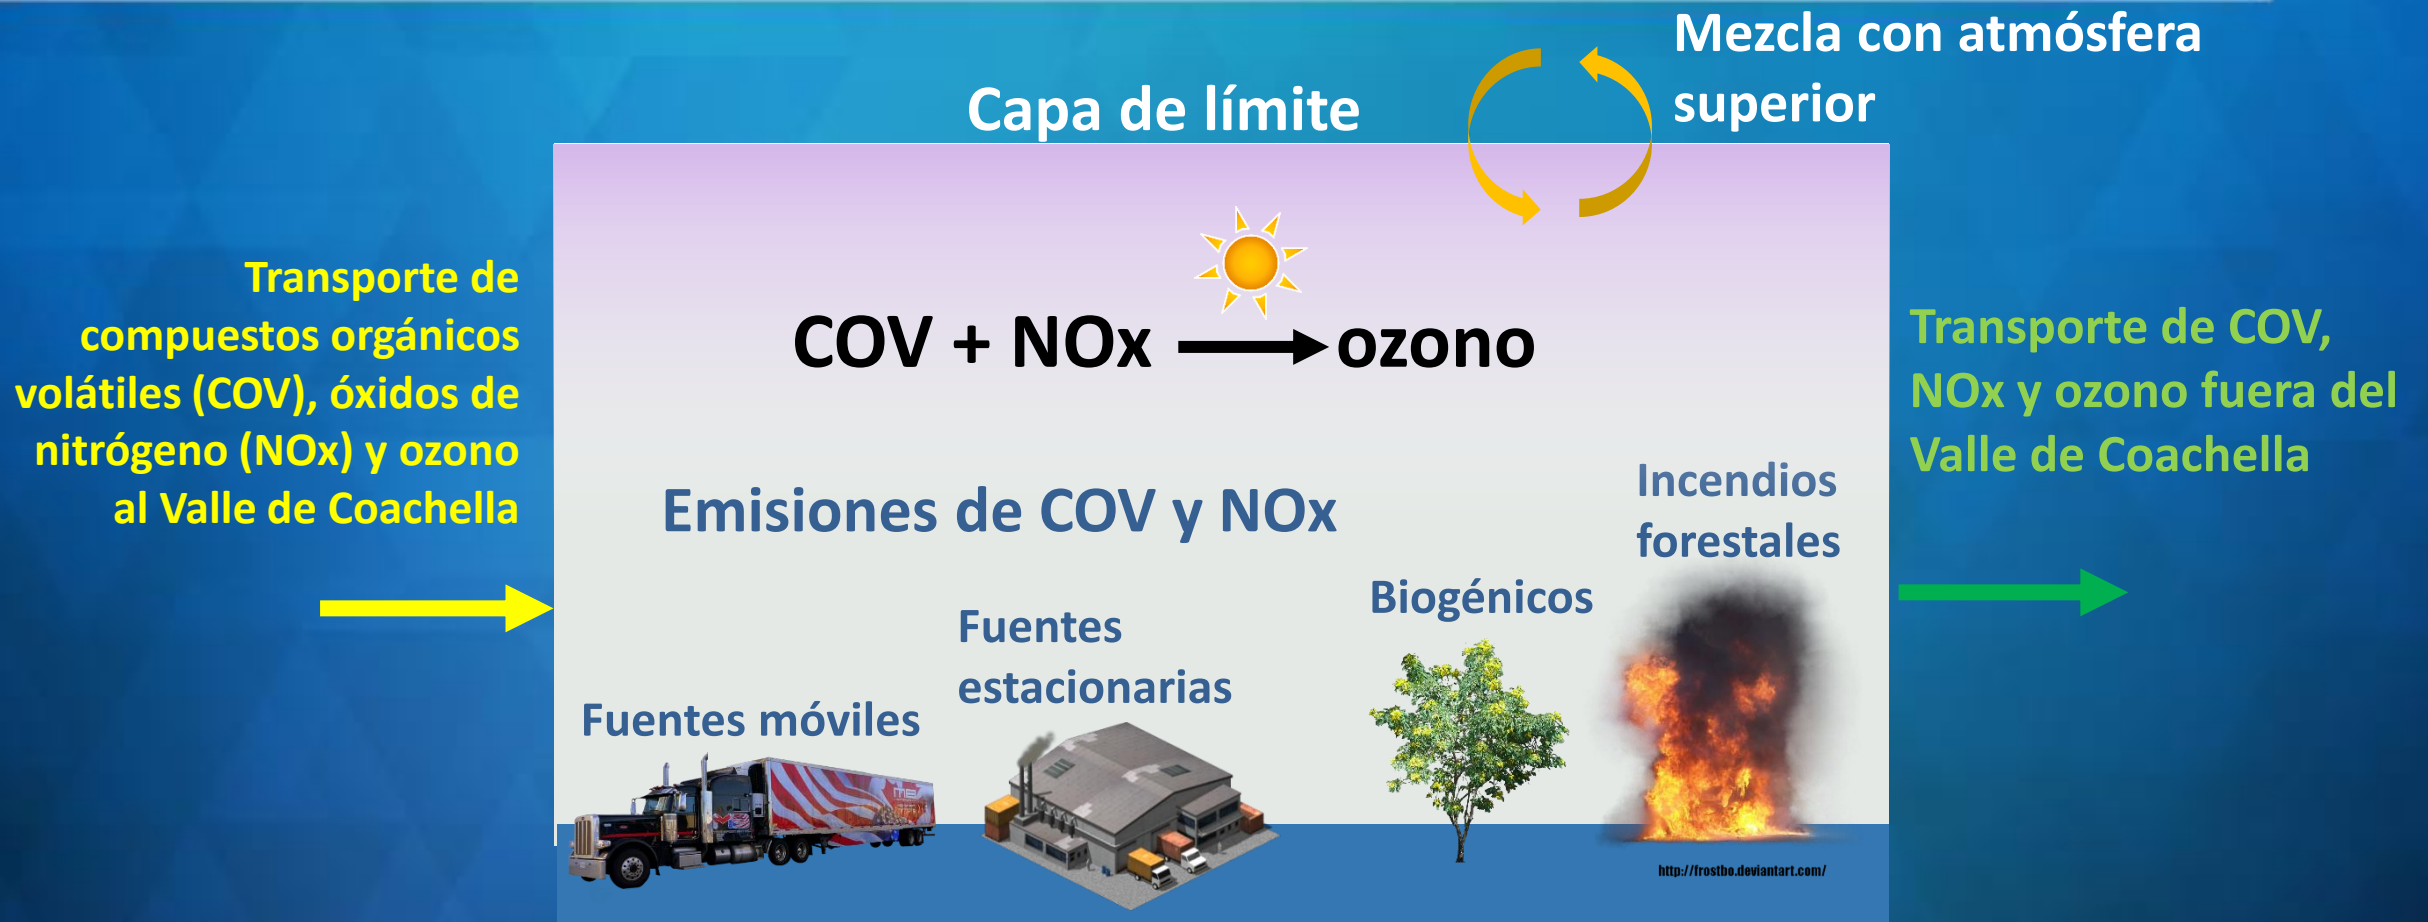 Mezcla con atmósfera
superior
Capa de límite
Transporte de
compuestos orgánicos
volátiles (COV), óxidos de
nitrógeno (NOx) y ozono
al Valle de Coachella
COV + NOx
ozono
Transporte de COV,
NOx y ozono fuera del
Valle de Coachella
Emisiones de COV y NOx
Incendios
forestales
Biogénicos
Fuentes
estacionarias
Fuentes móviles
http://frostbo.deviantart.com/